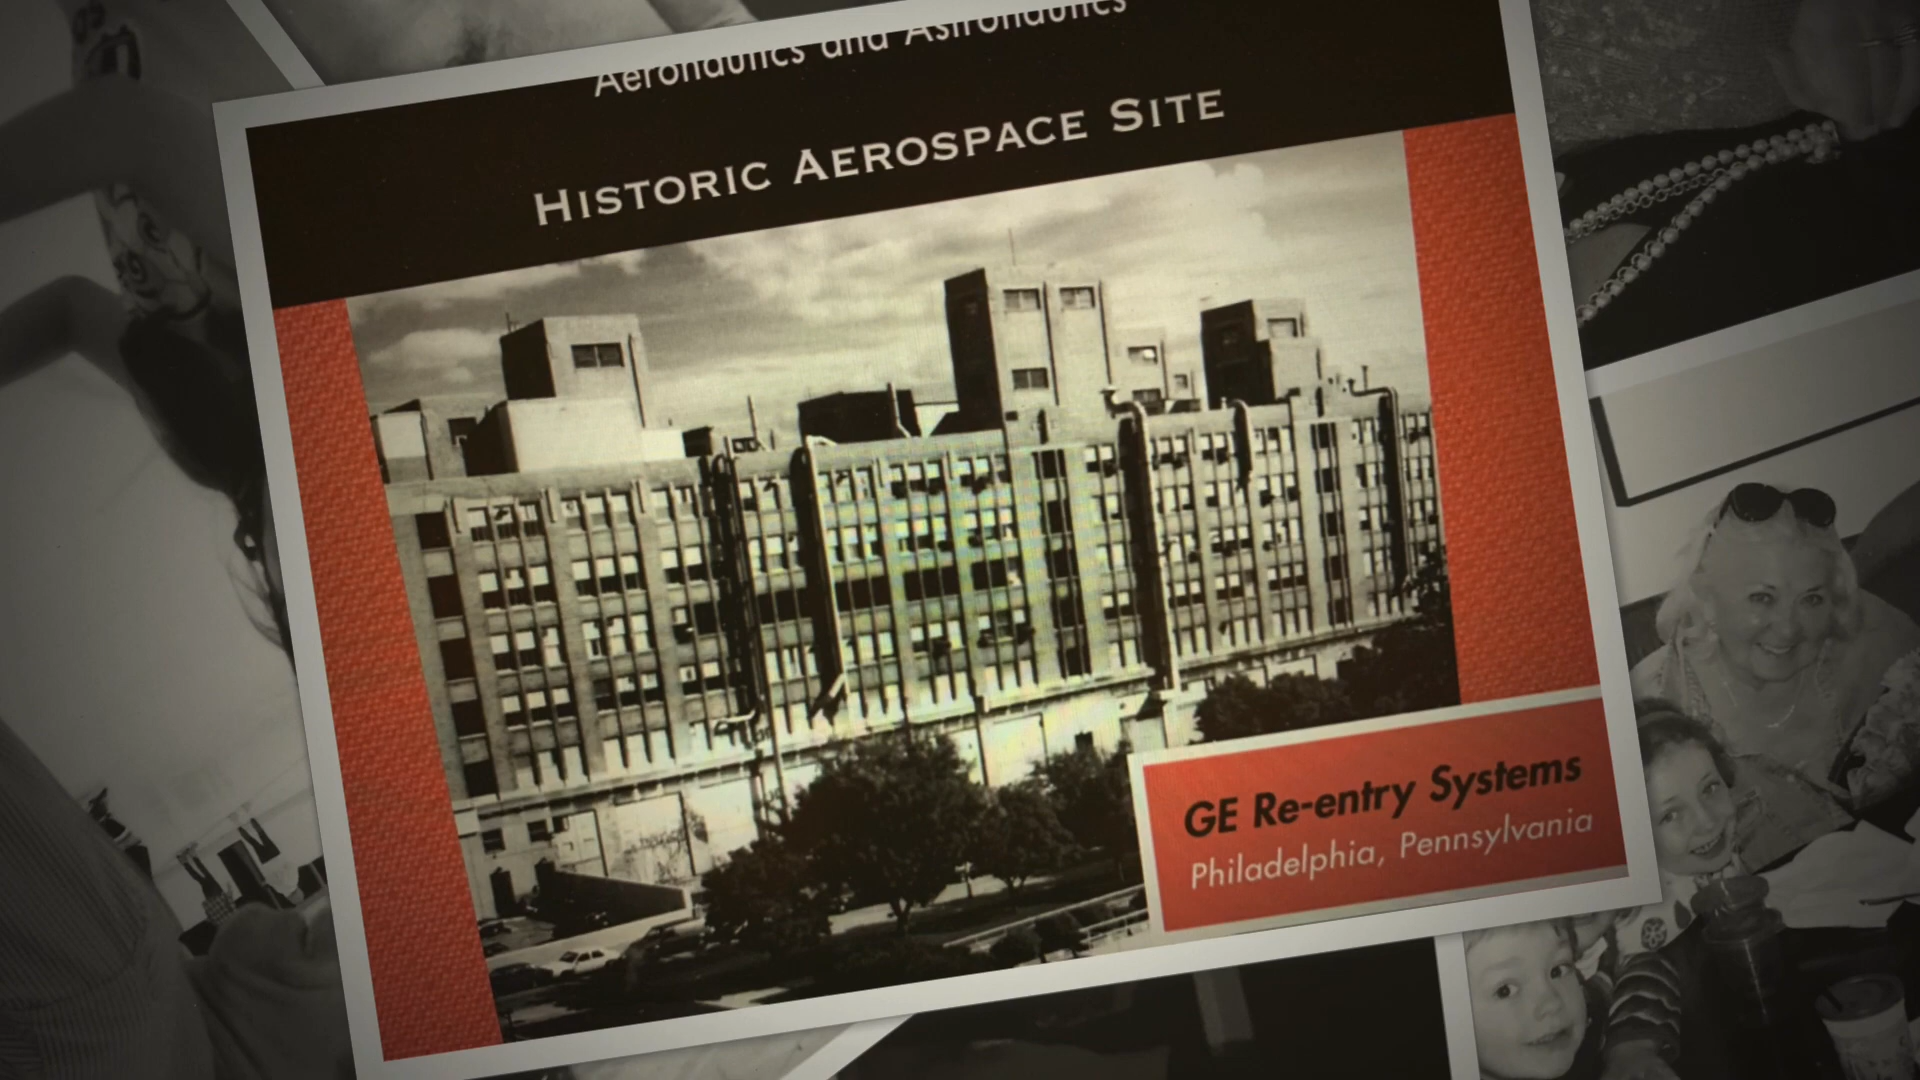 Aeronautics and Astronautics
Historic Aerospace Site
GE Re-entry Systems
Philadelphia, Pennsylvania